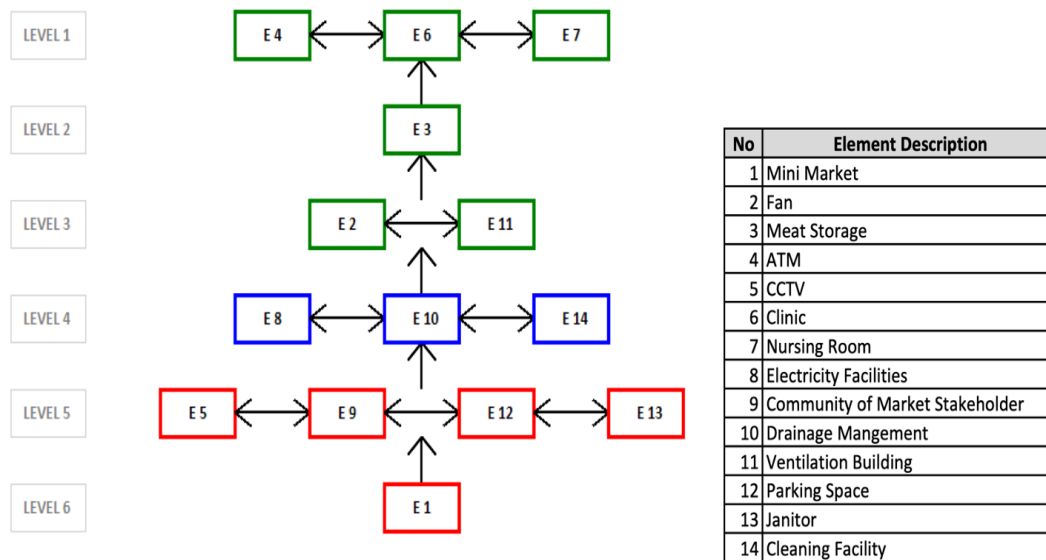 LEVEL 1
E 4
E 6
E 7
LEVEL 2
E 3
LEVEL 3
E 2
E 11
LEVEL 4
E 8
E 10
E 14
LEVEL 5
E 5
E 9
E 12
E 13
LEVEL 6
E 1
No Element Description
1 Mini Market
2 Fan
3 Meat Storage
4 ATM
5 CCTV
6 Clinic
7 Nursing Room
8 Electricity Facilities
9 Community of Market Stakeholder
10 Drainage Mangement
11 Ventilation Building
12 Parking Space
13 Janitor
14 Cleaning Facility